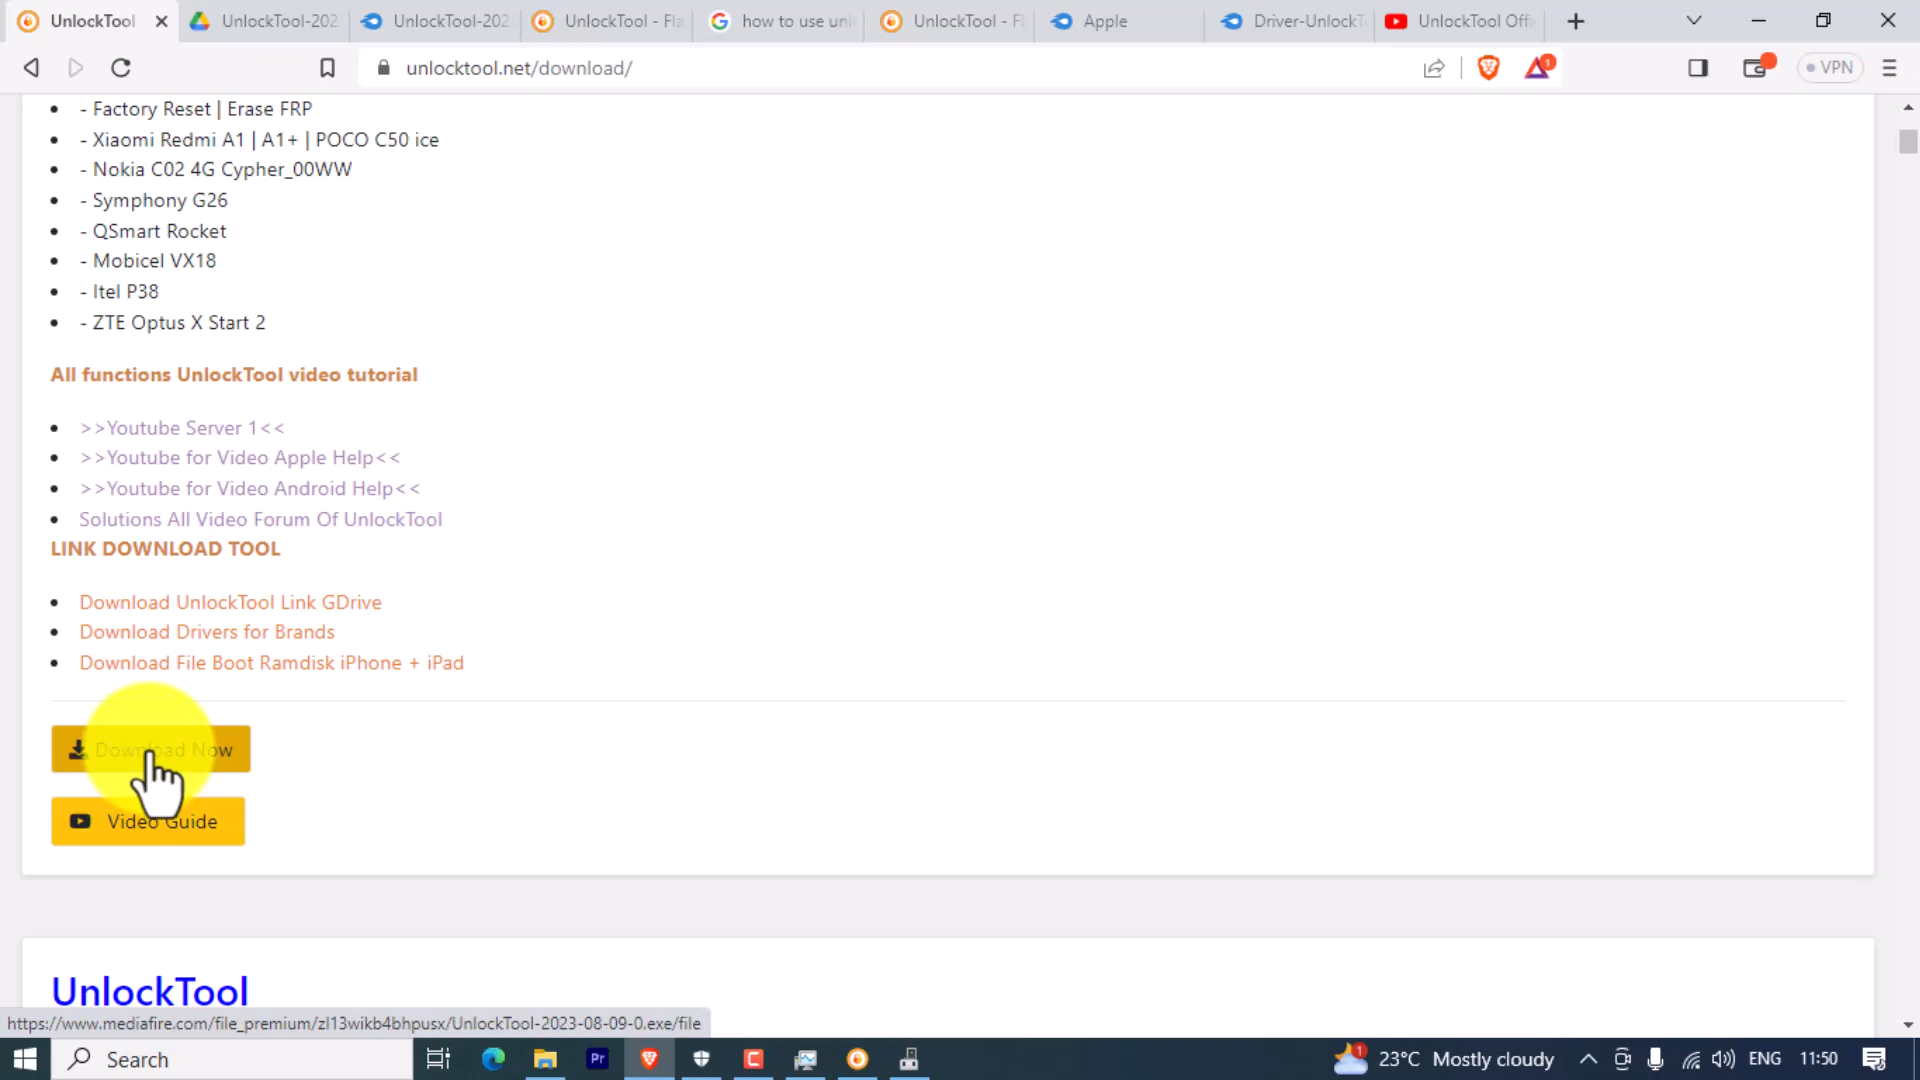 UnlockTool
UnlockTool-202
UnlockTool-202
UnlockTool - Fla
how to use unl
UnlockTool - Fl
Apple
Driver-UnlockT
UnlockTool Offi
unlocktool.net/download/
1
VPN
- Factory Reset | Erase FRP
- Xiaomi Redmi A1 | A1+ | POCO C50 ice
- Nokia C02 4G Cypher_00WW
- Symphony G26
- QSmart Rocket
- Mobicel VX18
- Itel P38
- ZTE Optus X Start 2
All functions UnlockTool video tutorial
>>Youtube Server 1<<
>>Youtube for Video Apple Help<<
>>Youtube for Video Android Help<<
Solutions All Video Forum Of UnlockTool
LINK DOWNLOAD TOOL
Download UnlockTool Link GDrive
Download Drivers for Brands
Download File Boot Ramdisk iPhone + iPad
Download Now
Video Guide
UnlockTool
https://www.mediafire.com/file_premium/zl13wikb4bhpusx/UnlockTool-2023-08-09-0.exe/file
Search
Pr
C
1
23°C Mostly cloudy
ENG
11:50